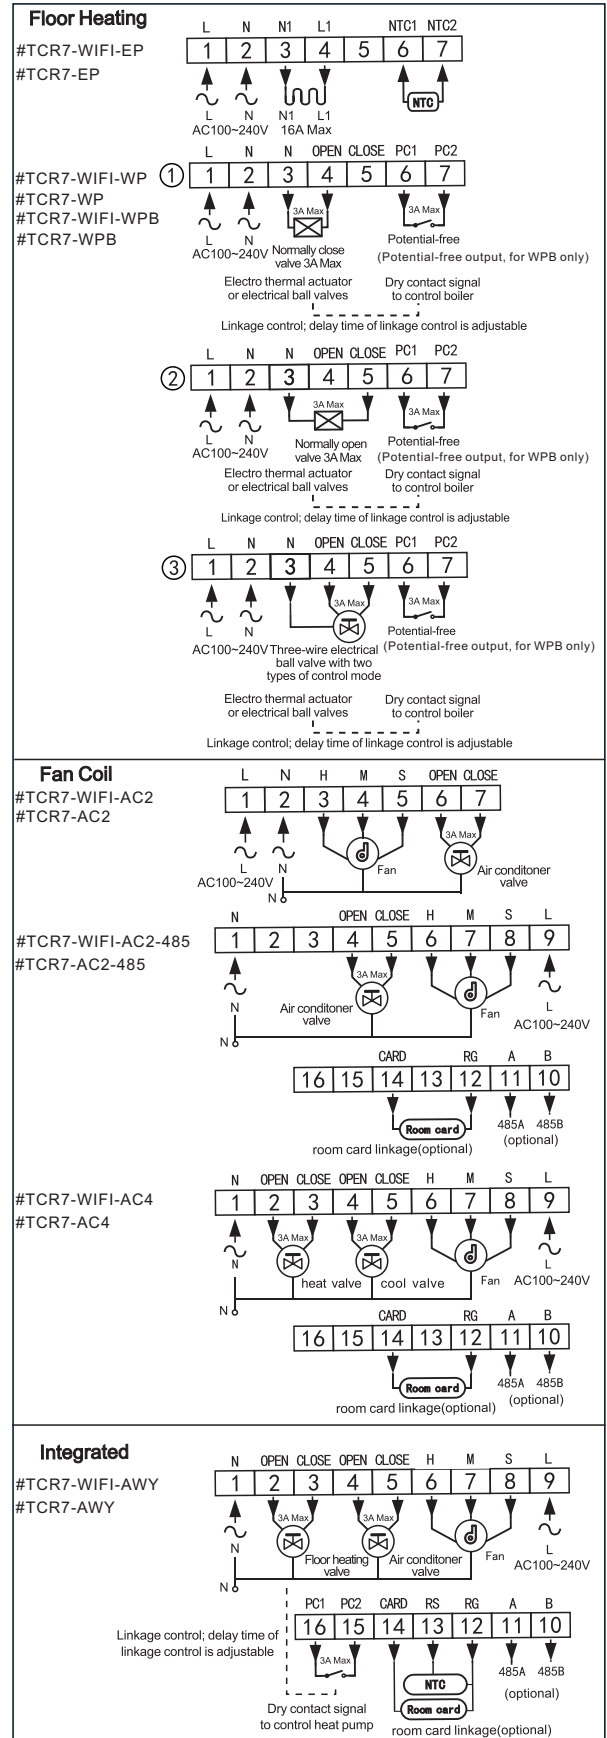 Floor Heating
L N N1 L1 NTC1 NTC2
#TCR7-WIFI-EP 1 2 3 4 5 6 7
#TCR7-EP
NTC
L N N1 L1
AC100~240V 16A Max
L N N OPEN CLOSE PC1 PC2
#TCR7-WIFI-WP ① 1 2 3 4 5 6 7
#TCR7-WP
#TCR7-WIFI-WPB 3A Max 3A Max
#TCR7-WPB
L N Normally close Potential-free
AC100~240V valve 3A Max (Potential-free output, for WPB only)
Electro thermal actuator Dry contact signal
or electrical ball valves to control boiler
Linkage control; delay time of linkage control is adjustable
L N N OPEN CLOSE PC1 PC2
② 1 2 3 4 5 6 7
3A Max 3A Max
L N Normally open Potential-free
AC100~240V valve 3A Max (Potential-free output, for WPB only)
Electro thermal actuator Dry contact signal
or electrical ball valves to control boiler
Linkage control; delay time of linkage control is adjustable
L N N OPEN CLOSE PC1 PC2
③ 1 2 3 4 5 6 7
3A Max 3A Max
L N Potential-free
AC100~240V Three-wire electrical (Potential-free output, for WPB only)
ball valve with two
types of control mode
Electro thermal actuator Dry contact signal
or electrical ball valves to control boiler
Linkage control; delay time of linkage control is adjustable
Fan Coil
L N H M S OPEN CLOSE
#TCR7-WIFI-AC2 1 2 3 4 5 6 7
#TCR7-AC2
3A Max
L N Fan Air conditoner
AC100~240V valve
N
N OPEN CLOSE H M S L
#TCR7-WIFI-AC2-485 1 2 3 4 5 6 7 8 9
#TCR7-AC2-485
3A Max
N Air conditoner Fan L
valve AC100~240V
N
CARD RG A B
16 15 14 13 12 11 10
Room card 485A 485B
room card linkage(optional) (optional)
N OPEN CLOSE OPEN CLOSE H M S L
#TCR7-WIFI-AC4 1 2 3 4 5 6 7 8 9
#TCR7-AC4
3A Max 3A Max
N L
heat valve cool valve Fan AC100~240V
N
CARD RG A B
16 15 14 13 12 11 10
Room card 485A 485B
room card linkage(optional) (optional)
Integrated
N OPEN CLOSE OPEN CLOSE H M S L
#TCR7-WIFI-AWY 1 2 3 4 5 6 7 8 9
#TCR7-AWY
3A Max 3A Max
N Floor heating Air conditoner Fan L
valve valve AC100~240V
N
PC1 PC2 CARD RS RG A B
16 15 14 13 12 11 10
Linkage control; delay time of
linkage control is adjustable
3A Max NTC 485A 485B
(optional)
Dry contact signal Room card
to control heat pump room card linkage(optional)